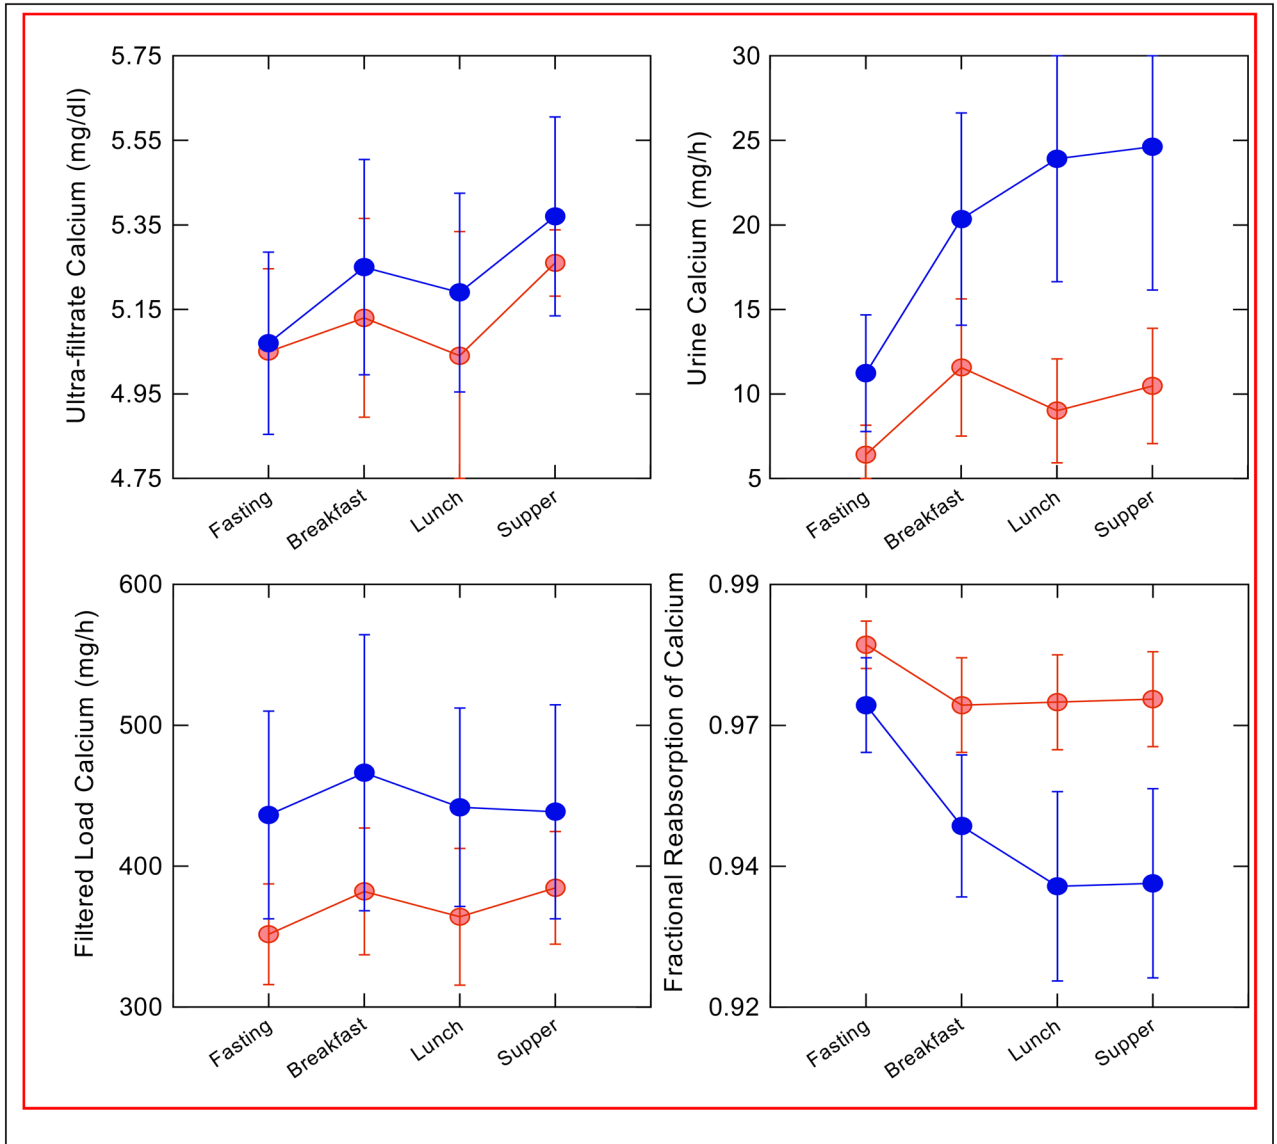 Ultra-filtrate Calcium (mg/dl)
5.75
5.55
5.35
5.15
4.95
4.75
Fasting
Breakfast
Lunch
Supper
Urine Calcium (mg/h)
30
25
20
15
10
5
Fasting
Breakfast
Lunch
Supper
Filtered Load Calcium (mg/h)
600
500
400
300
Fasting
Breakfast
Lunch
Supper
Fractional Reabsorption of Calcium
0.99
0.97
0.94
0.92
Fasting
Breakfast
Lunch
Supper